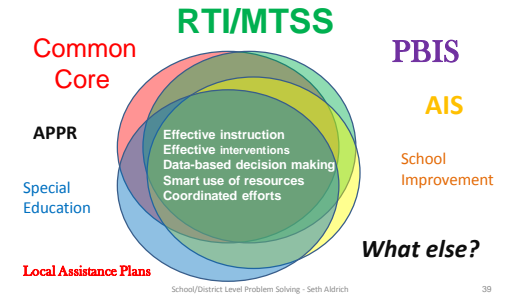 RTI/MTSS
Common
Core
PBIS
AIS
APPR
Effective instruction
Effective interventions
Data-based decision making
Smart use of resources
Coordinated efforts
School
Improvement
Special
Education
What else?
Local Assistance Plans
School/District Level Problem Solving - Seth Aldrich
39